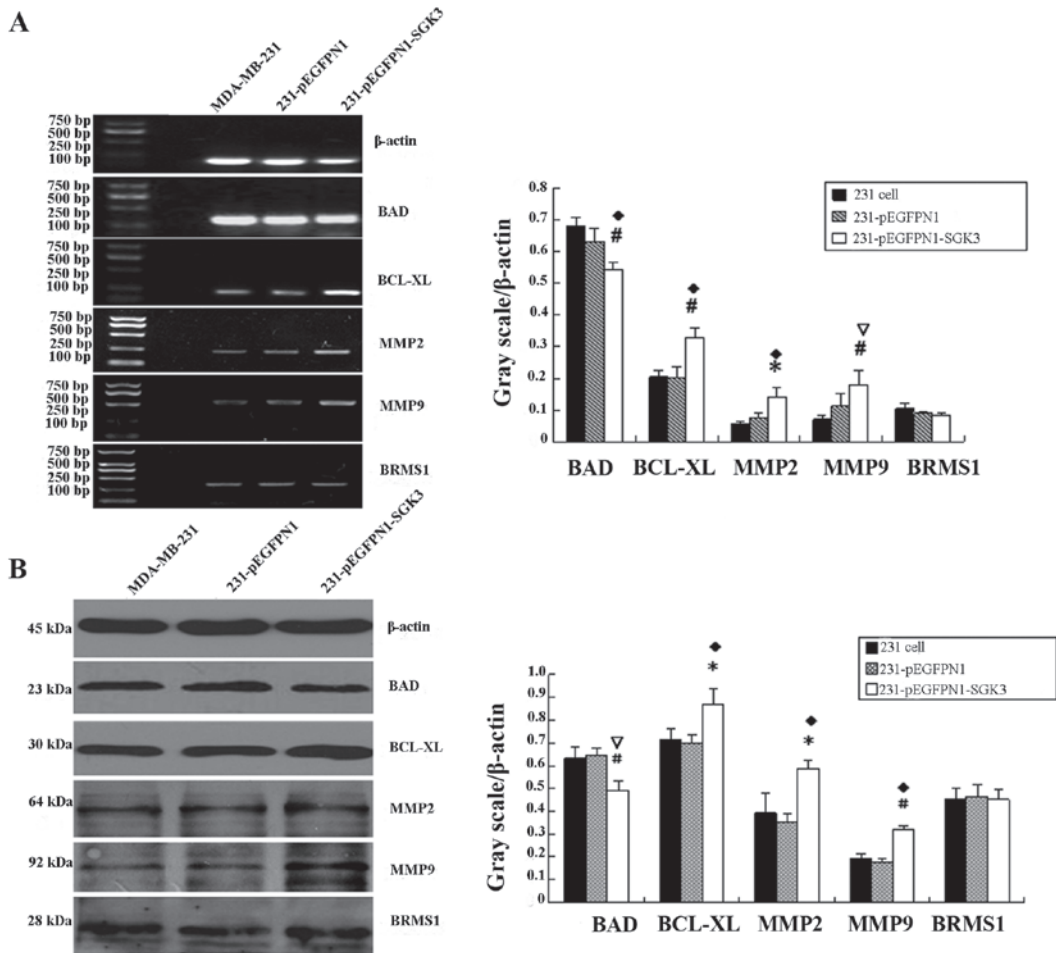 A
MDA-MB-231
231-pEGFPN1
231-pEGFPN1-SGK3
750 bp
500 bp
250 bp
100 bp
β-actin
750 bp
500 bp
250 bp
100 bp
BAD
750 bp
500 bp
250 bp
100 bp
BCL-XL
750 bp
500 bp
250 bp
100 bp
MMP2
750 bp
500 bp
250 bp
100 bp
MMP9
750 bp
500 bp
250 bp
100 bp
BRMS1
Gray scale/β-actin
0.8
0.7
0.6
0.5
0.4
0.3
0.2
0.1
0
231 cell
231-pEGFPN1
231-pEGFPN1-SGK3
◆
#
◆
#
◆
*
▽
#
BAD BCL-XL MMP2 MMP9 BRMS1
B
MDA-MB-231
231-pEGFPN1
231-pEGFPN1-SGK3
45 kDa
β-actin
23 kDa
BAD
30 kDa
BCL-XL
64 kDa
MMP2
92 kDa
MMP9
28 kDa
BRMS1
Gray scale/β-actin
1.0
0.9
0.8
0.7
0.6
0.5
0.4
0.3
0.2
0.1
0
231 cell
231-pEGFPN1
231-pEGFPN1-SGK3
▽
#
◆
*
◆
*
◆
#
BAD BCL-XL MMP2 MMP9 BRMS1